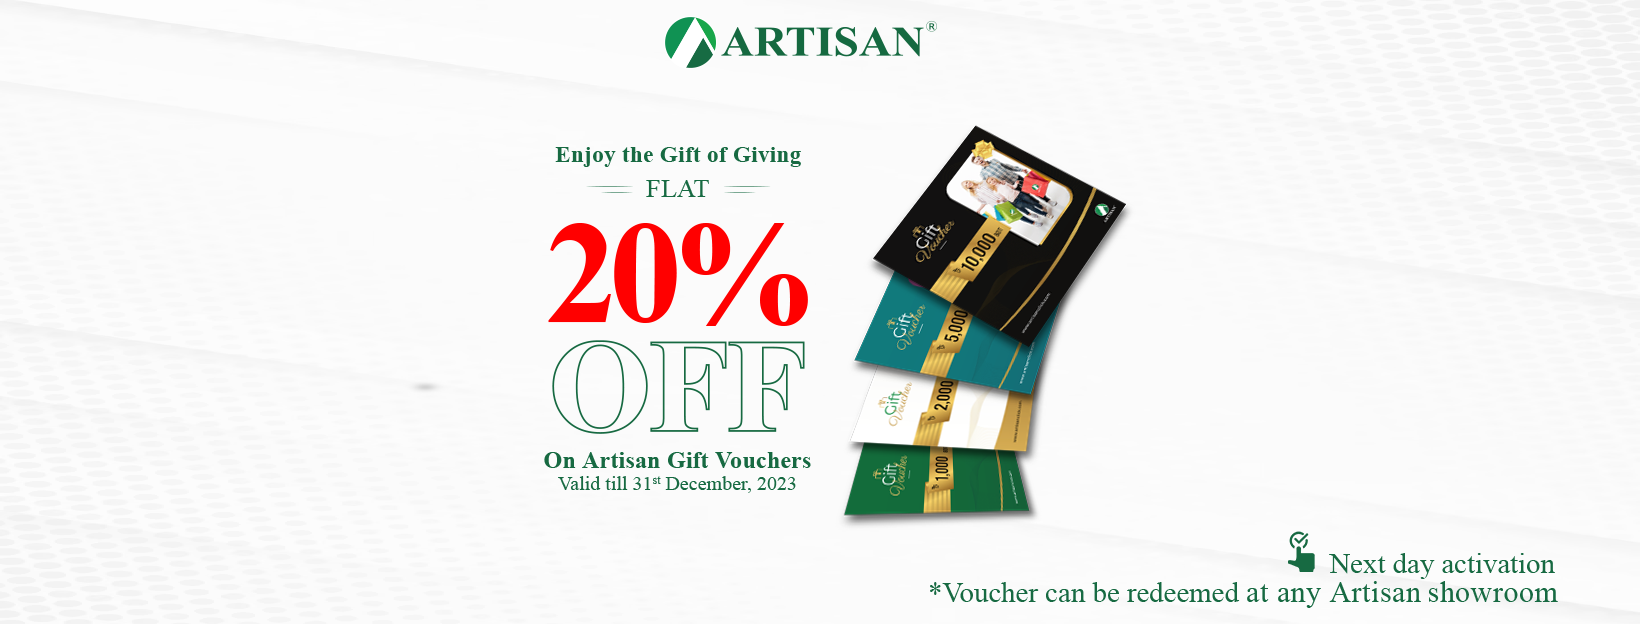 ARTISAN®
Enjoy the Gift of Giving
FLAT
20%
OFF
On Artisan Gift Vouchers
Valid till 31st December, 2023
Gift
Voucher
৳ 10,000 BDT
ARTISAN
Gift
Voucher
৳ 5,000
Gift
Voucher
৳ 2,000
Gift
Voucher
৳ 1,000
Next day activation
*Voucher can be redeemed at any Artisan showroom